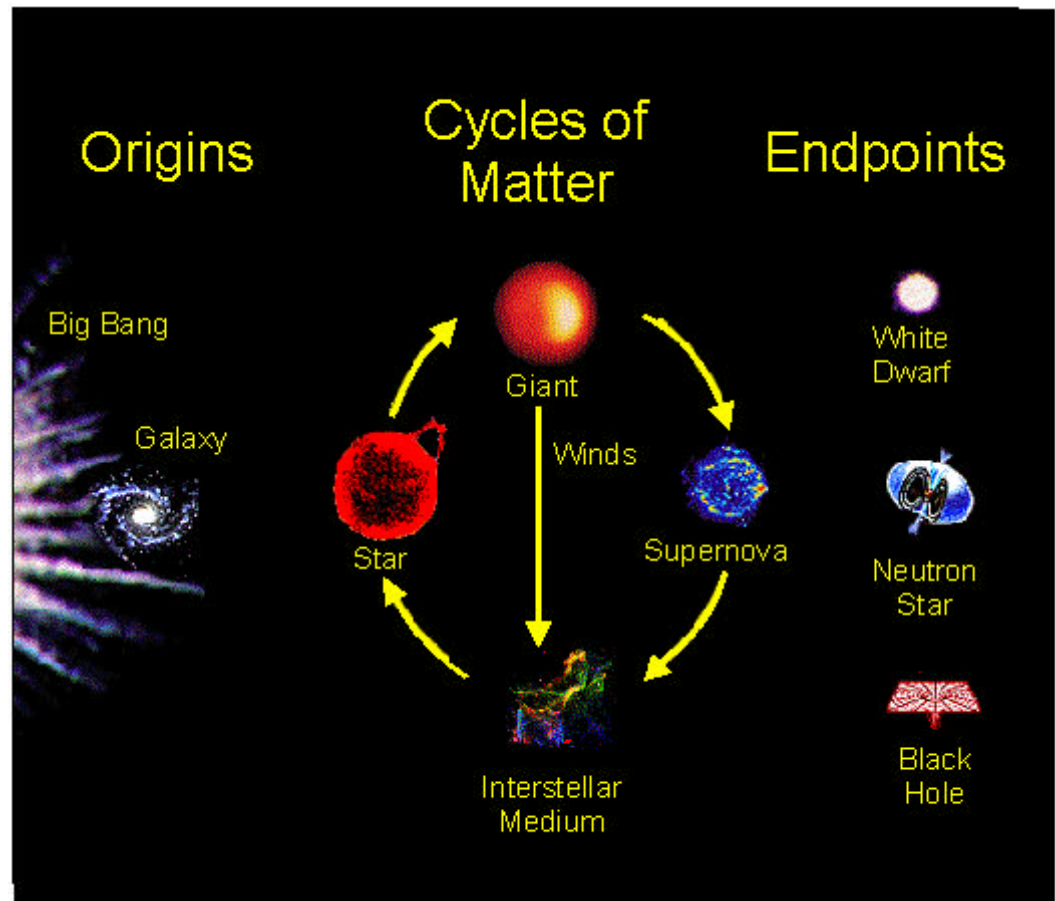 Origins
Cycles of
Matter
Endpoints
Big Bang
Galaxy
Giant
Winds
Star
Supernova
Interstellar
Medium
White
Dwarf
Neutron
Star
Black
Hole